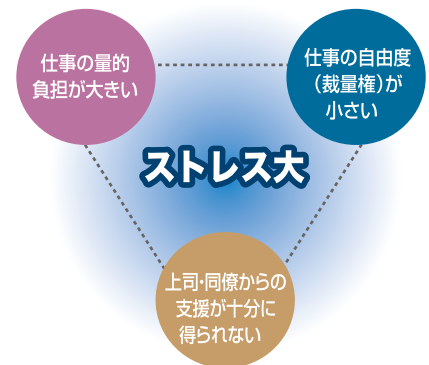 仕事の量的
負担が大きい
仕事の自由度
(裁量権)が
小さい
ストレス大
上司・同僚からの
支援が十分に
得られない